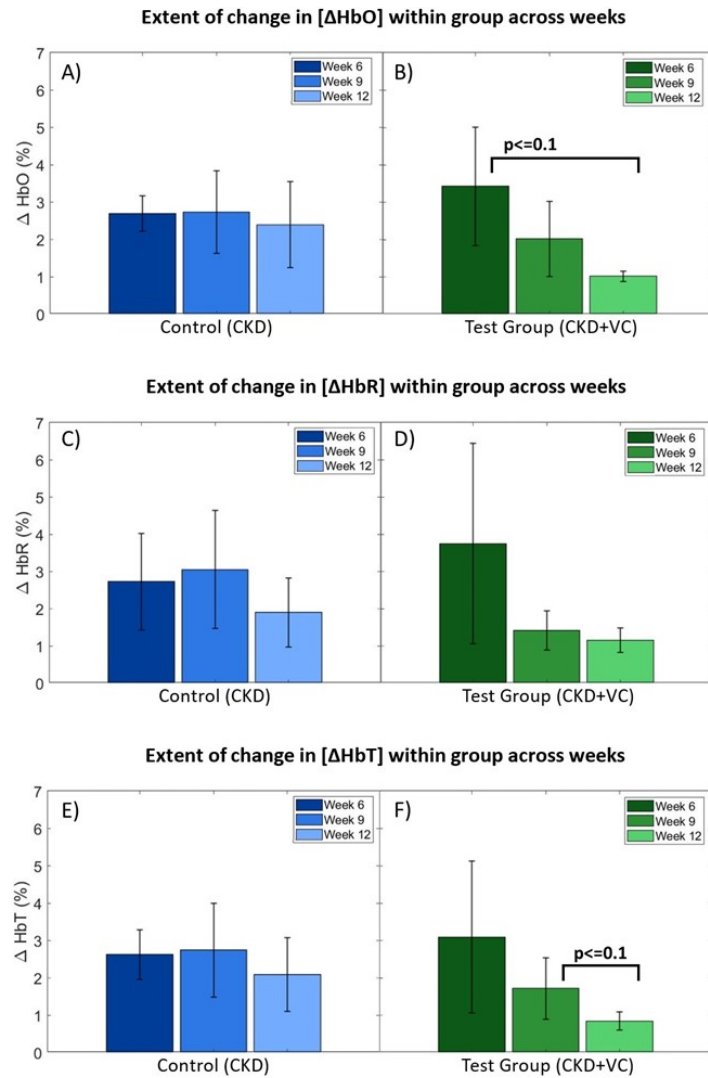 Extent of change in [ΔHbO] within group across weeks
A)
Week 6
Week 9
Week 12
B)
Week 6
Week 9
Week 12
p<=0.1
Δ HbO (%)
7
6
5
4
3
2
1
0
Control (CKD)
Test Group (CKD+VC)
Extent of change in [ΔHbR] within group across weeks
C)
Week 6
Week 9
Week 12
D)
Week 6
Week 9
Week 12
Δ HbR (%)
7
6
5
4
3
2
1
0
Control (CKD)
Test Group (CKD+VC)
Extent of change in [ΔHbT] within group across weeks
E)
Week 6
Week 9
Week 12
F)
Week 6
Week 9
Week 12
p<=0.1
Δ HbT (%)
7
6
5
4
3
2
1
0
Control (CKD)
Test Group (CKD+VC)